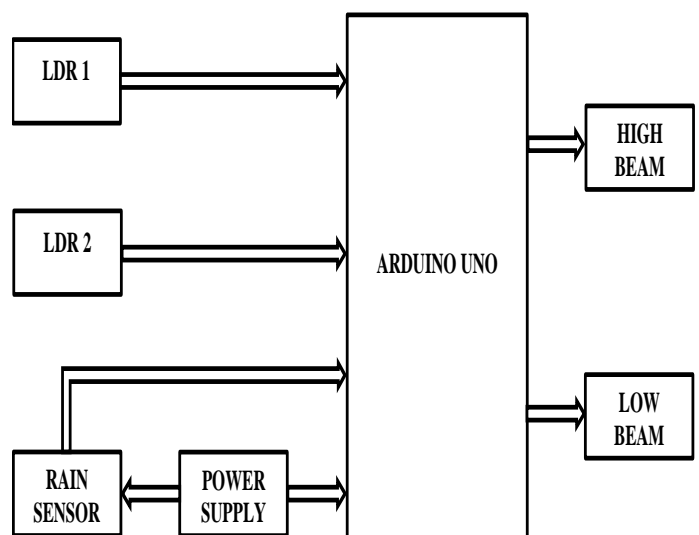 LDR 1
LDR 2
RAIN
SENSOR
POWER
SUPPLY
ARDUINO UNO
HIGH
BEAM
LOW
BEAM